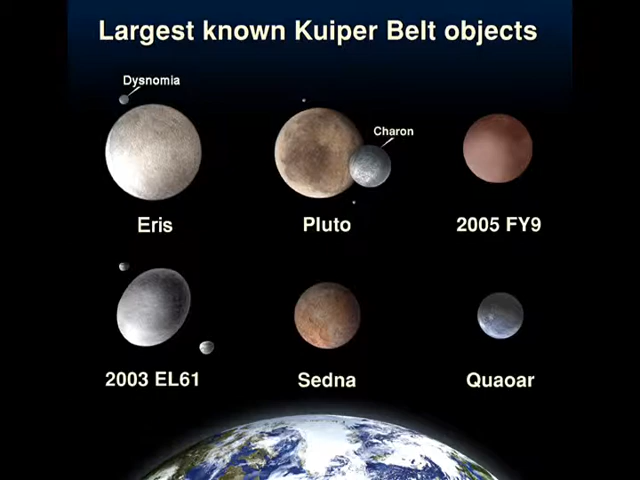 Largest known Kuiper Belt objects
Dysnomia
Charon
Eris
Pluto
2005 FY9
2003 EL61
Sedna
Quaoar